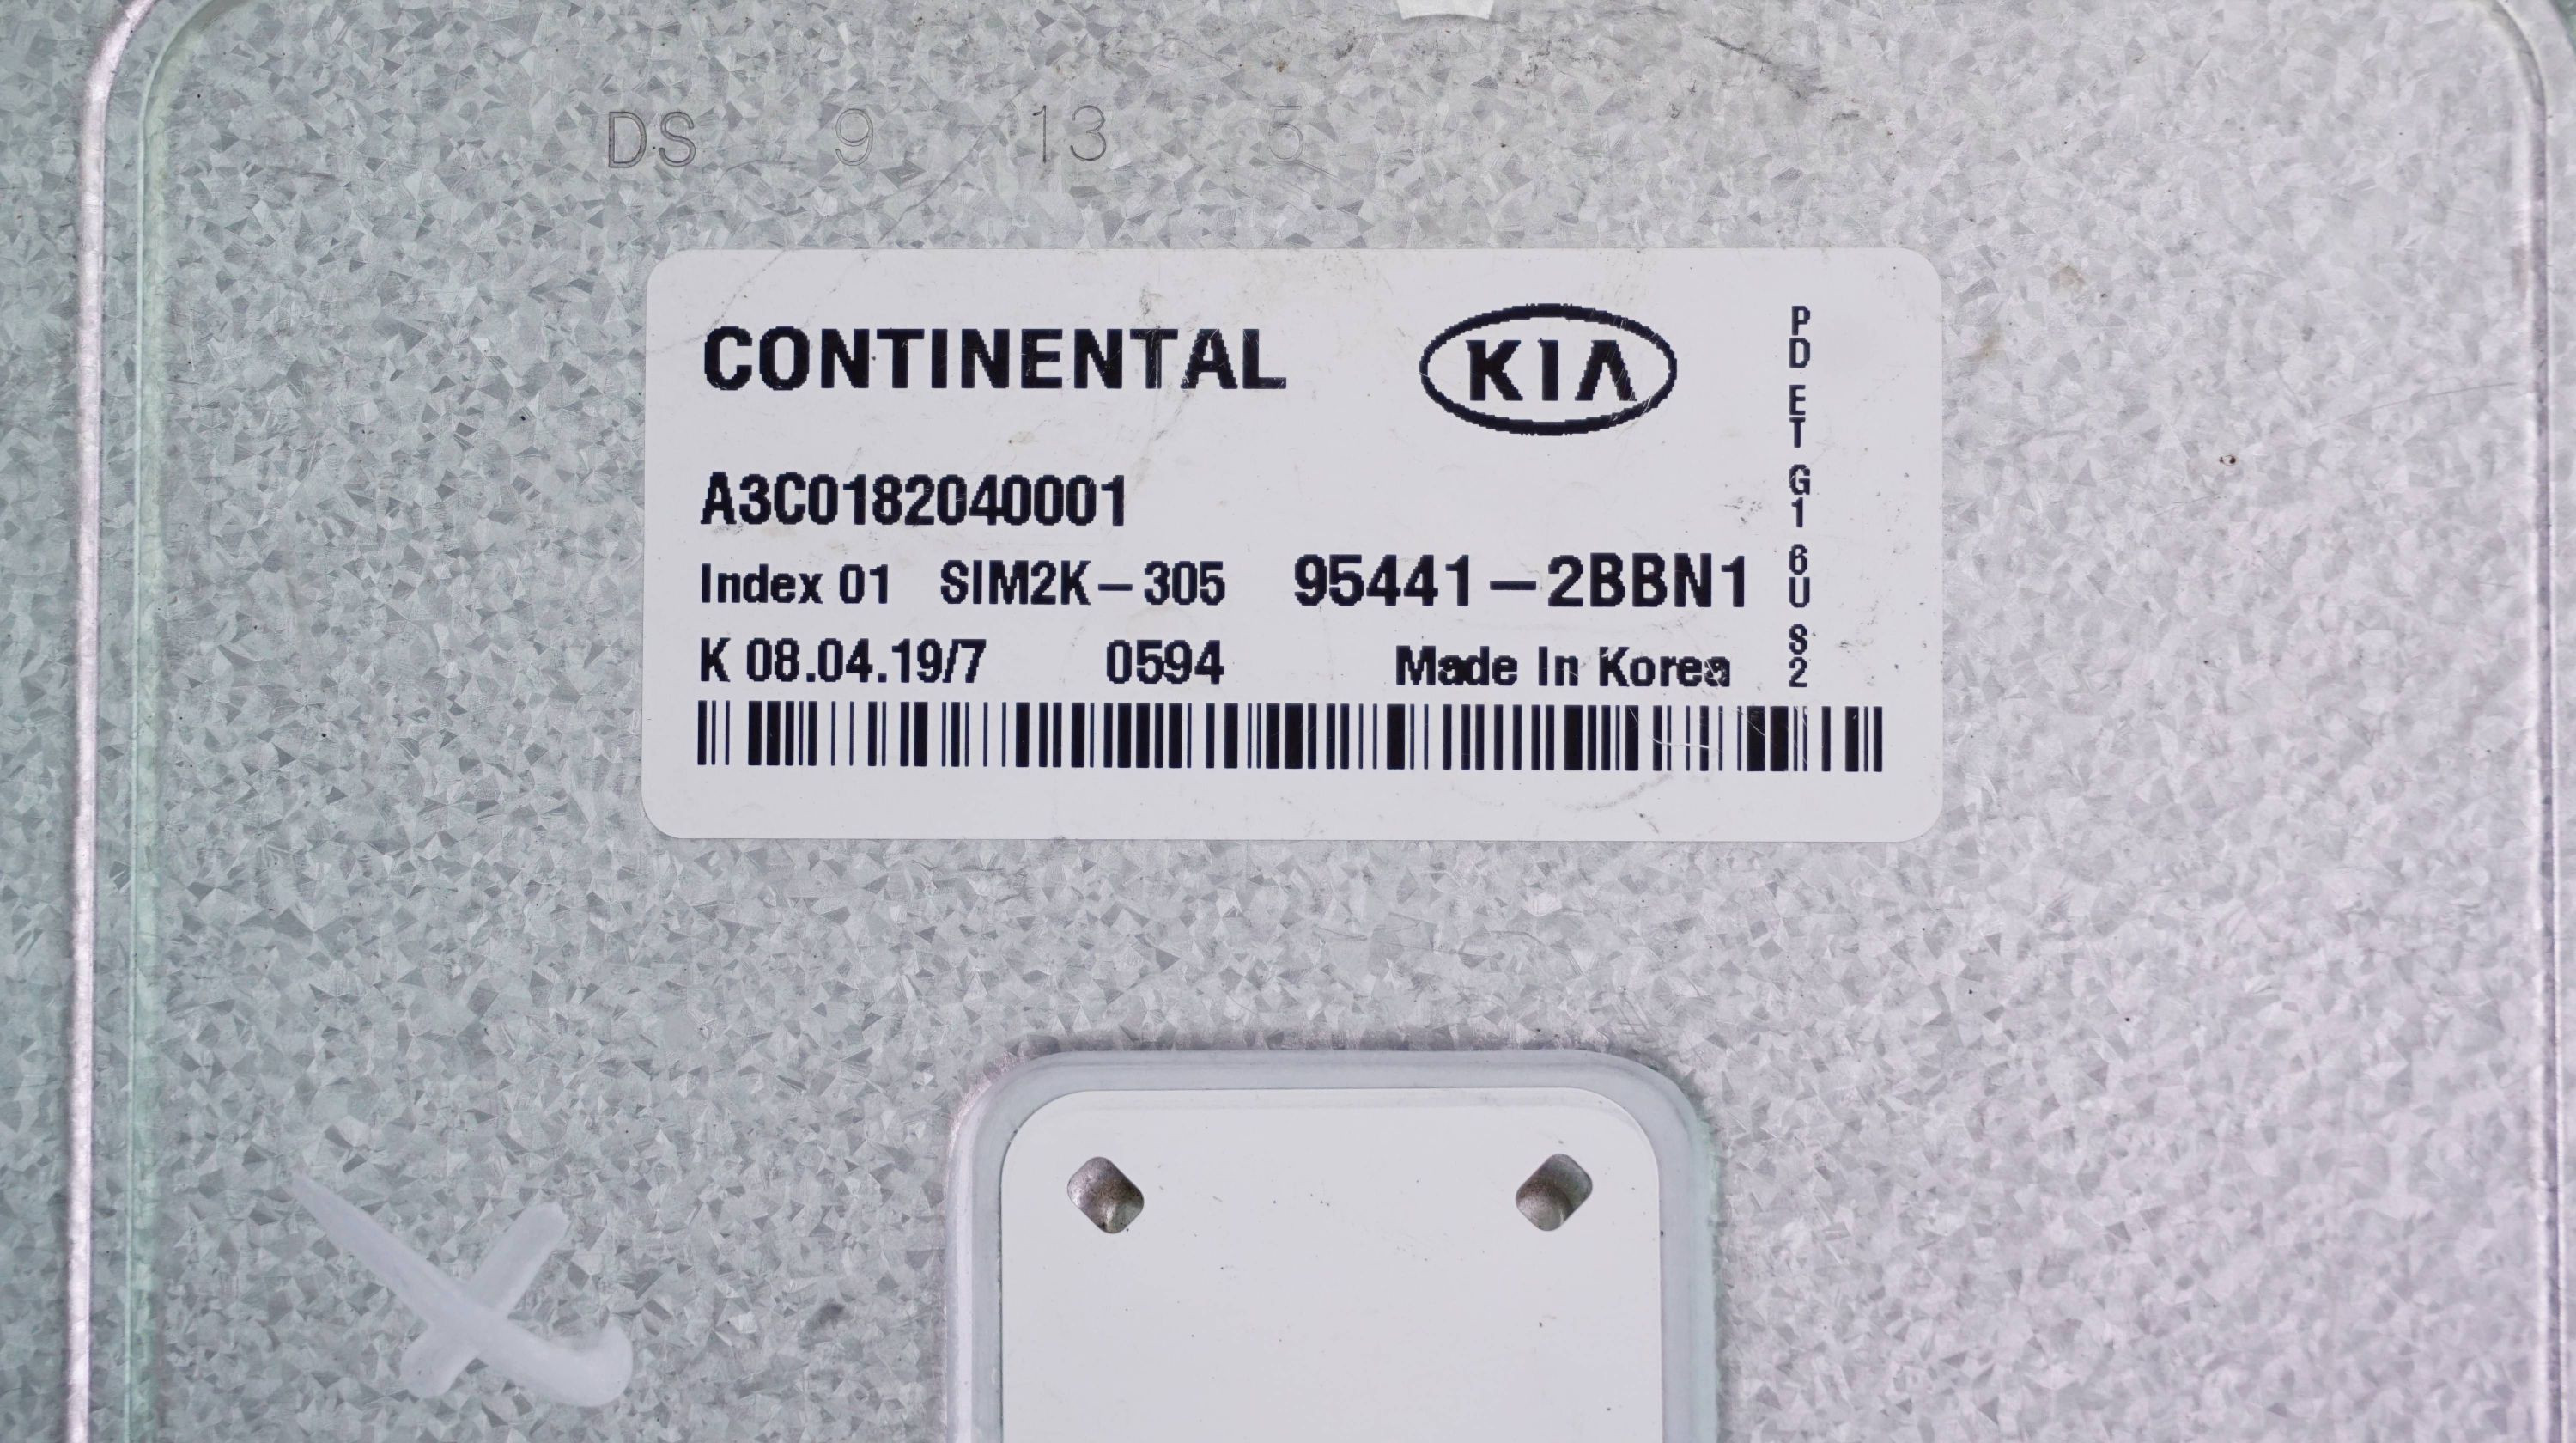 DS 9 13 5
CONTINENTAL
KIA
A3C0182040001
Index 01 SIM2K-305 95441-2BBN1
K 08.04.19/7 0594 Made In Korea
PD ET G1 6U S2